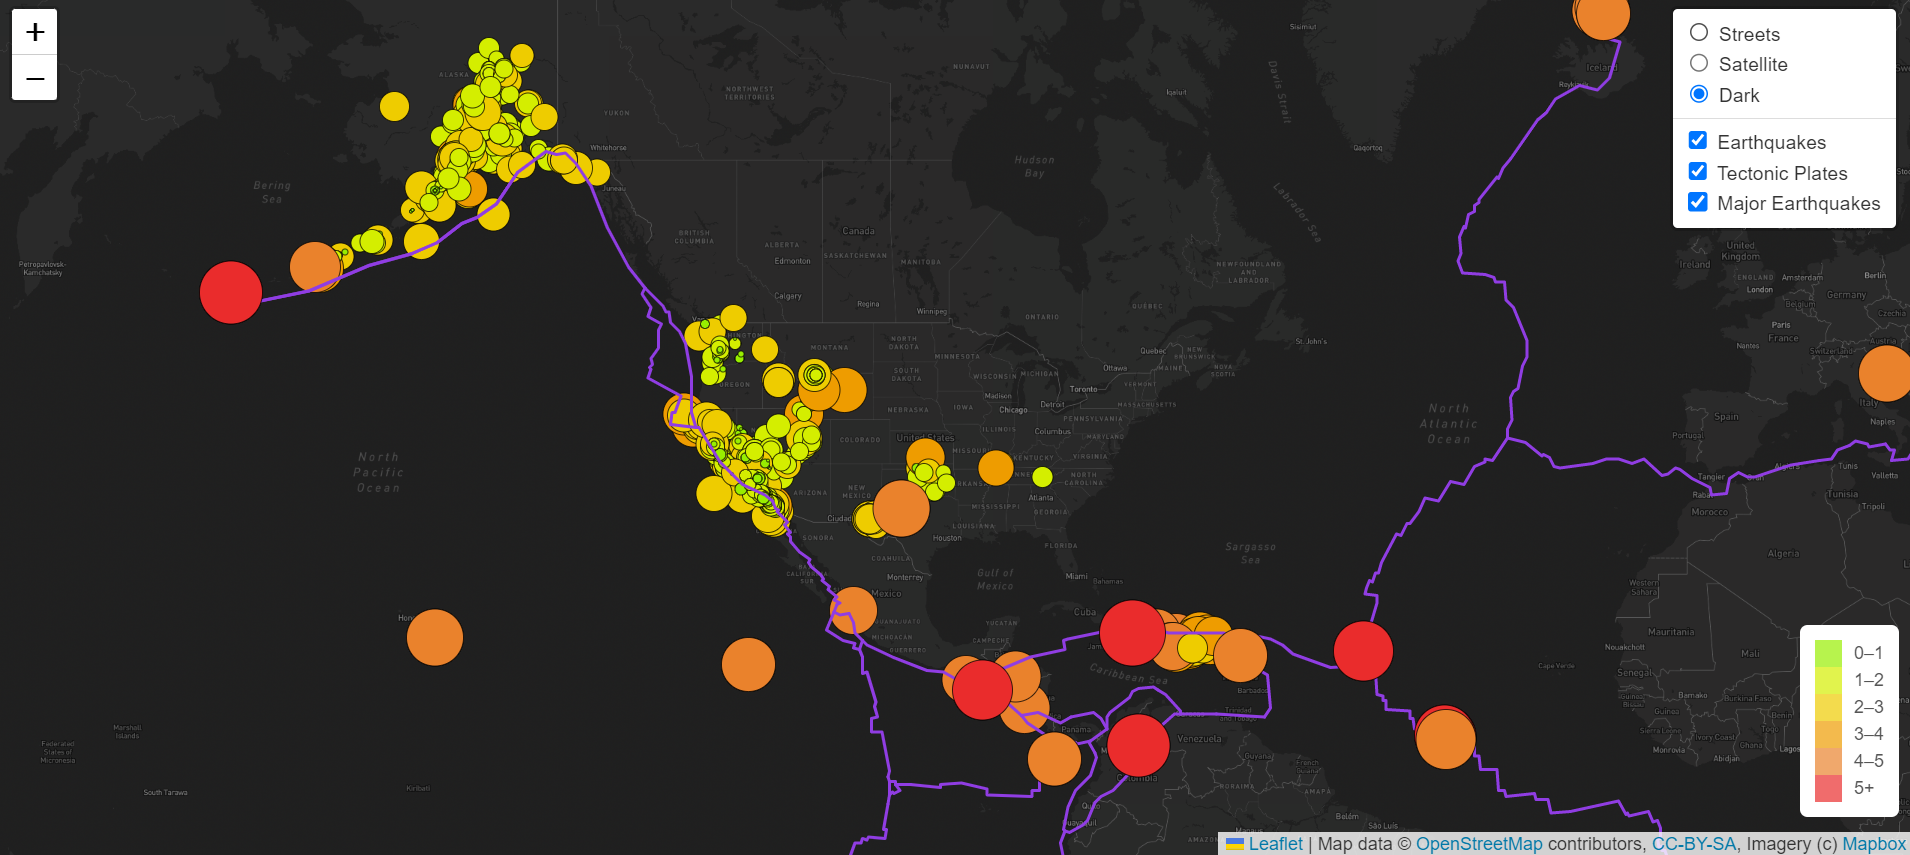 +
−
Streets
Satellite
Dark
Earthquakes
Tectonic Plates
Major Earthquakes
Sisimiut
ALASKA
NUNAVUT
Davis Strait
Iceland
Reykjavik
NORTHWEST
TERRITORIES
Iqaluit
YUKON
Whitehorse
Qaqortoq
Hudson
Bay
Bering
Sea
Juneau
Labrador Sea
BRITISH
COLUMBIA
Canada
ALBERTA
Edmonton
SASKATCHEWAN
MANITOBA
Petropavlovsk-
Kamchatsky
NEWFOUNDLAND
AND
LABRADOR
United
Kingdom
Ireland
ENGLAND
Amsterdam
Berlin
London
Germany
Belgium
Calgary
Regina
Winnipeg
QUEBEC
ONTARIO
Czechia
Paris
France
Nantes
Austria
Switzerland
St. John's
MONTANA
NORTH
DAKOTA
MINNESOTA
Quebec
NEW
BRUNSWICK
MAINE
NOVA
SCOTIA
Ottawa
OREGON
SOUTH
DAKOTA
WISCONSIN
MICHIGAN
VERMONT
Toronto
Madison
Detroit
MASSACHUSETTS
NEBRASKA
IOWA
Chicago
PENNSYLVANIA
North
Atlantic
Ocean
Spain
Portugal
Italy
Naples
ILLINOIS
Columbus
MARYLAND
COLORADO
United States
MISSOURI
KENTUCKY
VIRGINIA
North
Pacific
Ocean
Algiers
Tunis
Valletta
Tangier
Oran
Rabat
NORTH
CAROLINA
ARIZONA
NEW
MEXICO
Atlanta
Tunisia
Tripoli
Morocco
Ciudad
MISSISSIPPI
GEORGIA
LOUISIANA
SONORA
Houston
FLORIDA
Sargasso
Sea
Algeria
COAHUILA
BAJA
CALIFORNIA
SUR
Monterrey
Gulf of
Mexico
Miami
Bahamas
Western
Sahara
Mexico
Cuba
Hon
GUANAJUATO
YUCATAN
MICHOACAN
CAMPECHE
GUERRERO
Jam
Mauritania
Nouakchott
Mali
Cape Verde
Senegal
Caribbean Sea
Barbados
Trinidad
and Tobago
Curacao
Panama
Bamako
Burkina Faso
Guinea
Bissau
Guinea
Benin
Togo
Sierra Leone
Ivory Coast
Ghana
Monrovia
Lagos
Abidjan
Marshall
Islands
Federated
States of
Micronesia
Venezuela
Guyana
French
Guiana
Colombia
RORAIMA
AMAPÁ
South Tarawa
Kiribati
Quito
Guayaquil
Belém
São Luís
AMAZON
Manaus
0–1
1–2
2–3
3–4
4–5
5+
Leaflet | Map data © OpenStreetMap contributors, CC-BY-SA, Imagery (c) Mapbox